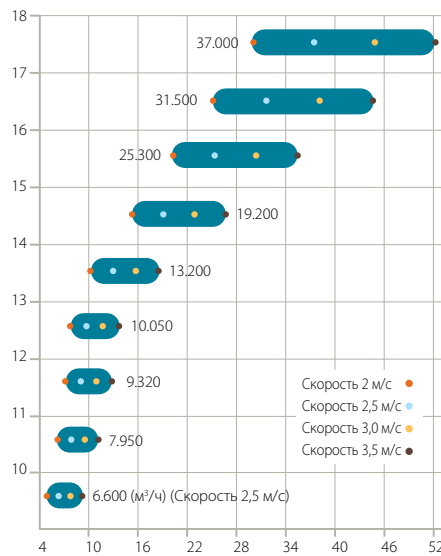 18
37.000
17
31.500
16
25.300
15
19.200
14
13.200
13
10.050
12
9.320
Скорость 2 м/с
Скорость 2,5 м/с
11
Скорость 3,0 м/с
7.950
Скорость 3,5 м/с
10
6.600 (м³/ч) (Скорость 2,5 м/с)
4 10 16 22 28 34 40 46 52